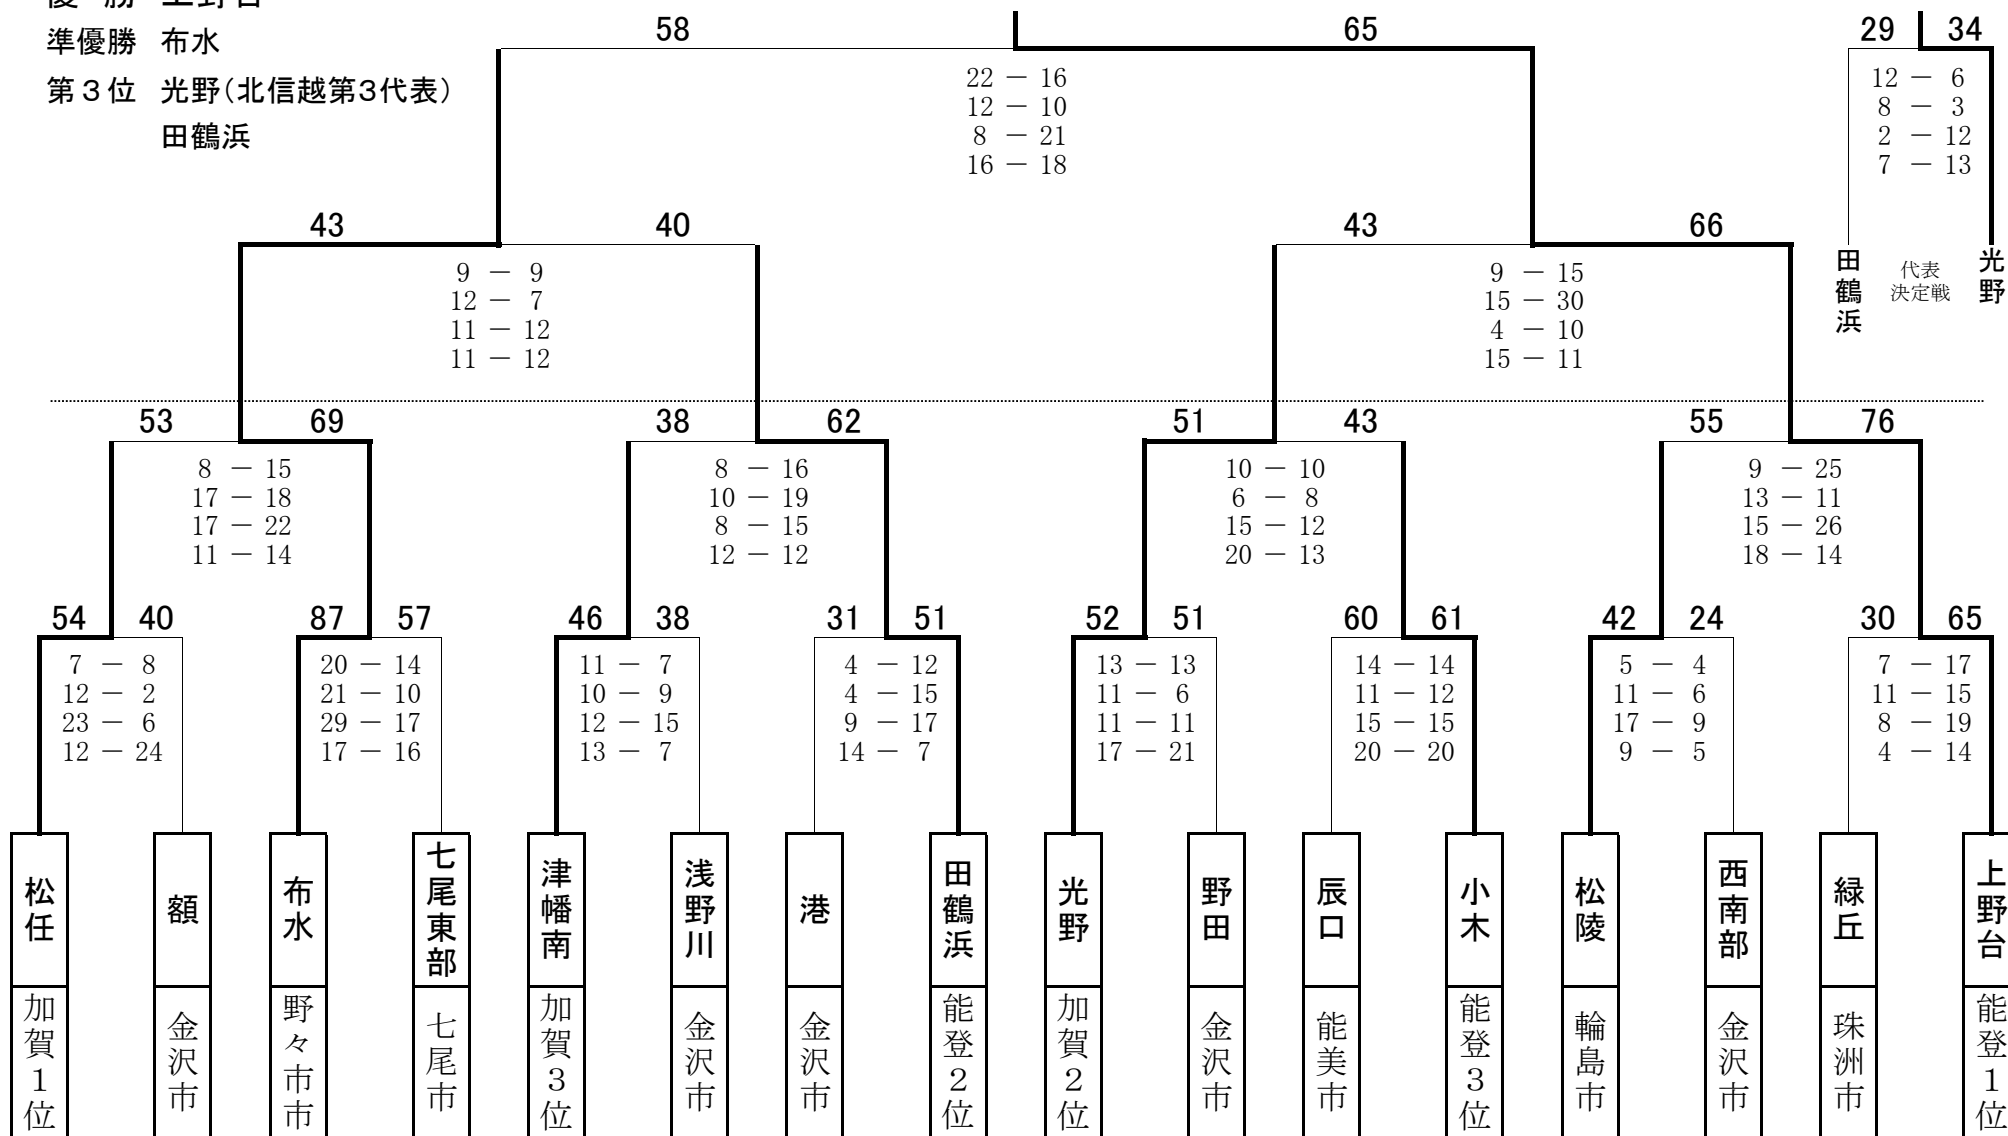 優　勝　上野台
準優勝　布水
第３位　光野（北信越第３代表）
田鶴浜
58　65
22 － 16
12 － 10
8 － 21
16 － 18
29　34
12 － 6
8 － 3
2 － 12
7 － 13
田鶴浜
代表
決定戦
光野
43　40
9 － 9
12 － 7
11 － 12
11 － 12
43　66
9 － 15
15 － 30
4 － 10
15 － 11
53　69
8 － 15
17 － 18
17 － 22
11 － 14
38　62
8 － 16
10 － 19
8 － 15
12 － 12
51　43
10 － 10
6 － 8
15 － 12
20 － 13
55　76
9 － 25
13 － 11
15 － 26
18 － 14
54　40
7 － 8
12 － 2
23 － 6
12 － 24
87　57
20 － 14
21 － 10
29 － 17
17 － 16
46　38
11 － 7
10 － 9
12 － 15
13 － 7
31　51
4 － 12
4 － 15
9 － 17
14 － 7
52　51
13 － 13
11 － 6
11 － 11
17 － 21
60　61
14 － 14
11 － 12
15 － 15
20 － 20
42　24
5 － 4
11 － 6
17 － 9
9 － 5
30　65
7 － 17
11 － 15
8 － 19
4 － 14
松任
加賀１位
額
金沢市
布水
野々市市
七尾東部
七尾市
津幡南
加賀３位
浅野川
金沢市
港
金沢市
田鶴浜
能登２位
光野
加賀２位
野田
金沢市
辰口
能美市
小木
能登３位
松陵
輪島市
西南部
金沢市
緑丘
珠洲市
上野台
能登１位